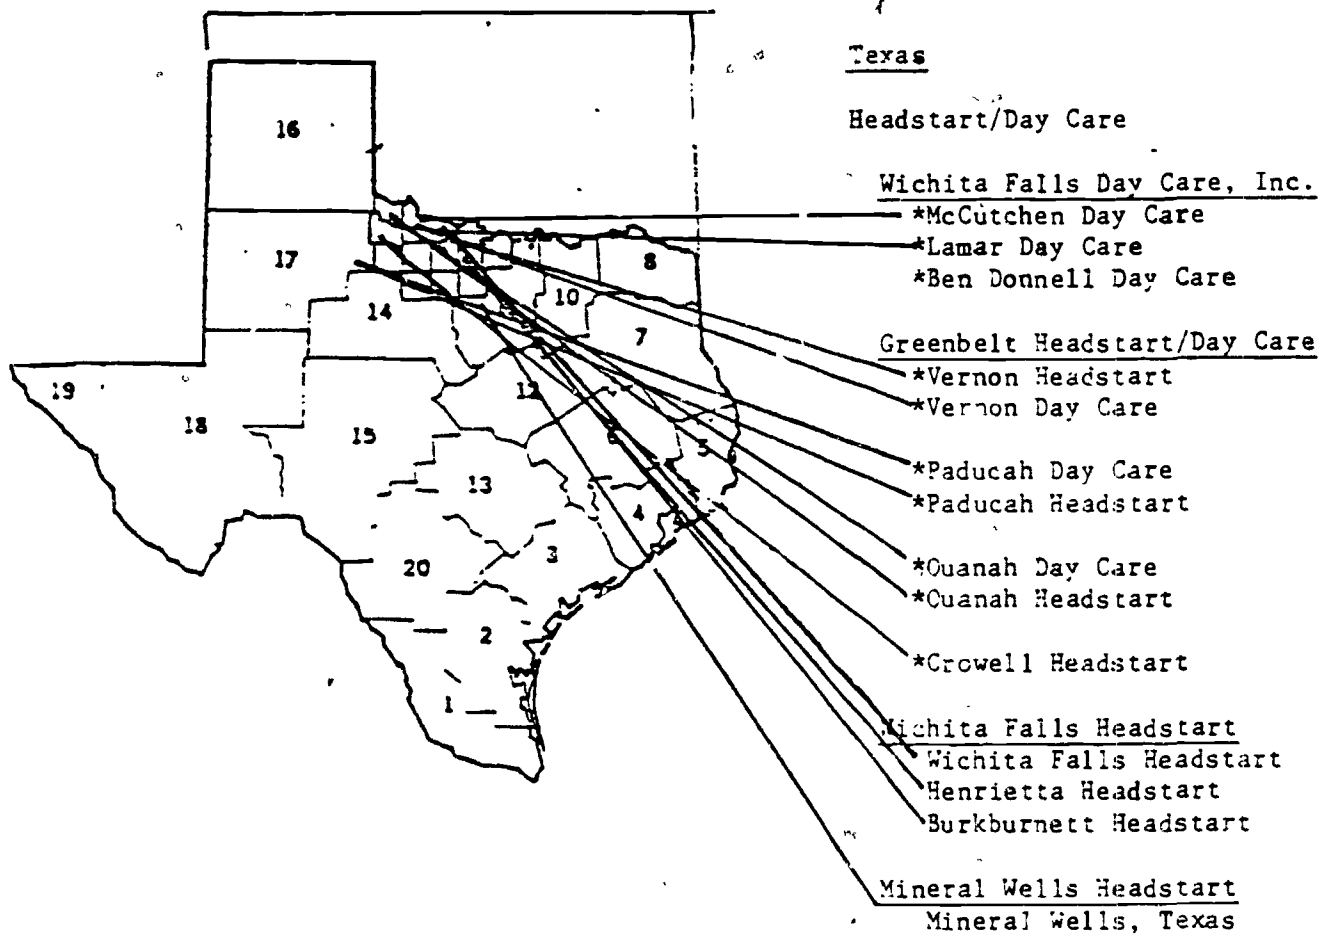 Texas
Headstart/Day Care
Wichita Falls Day Care, Inc.
*McCutchen Day Care
*Lamar Day Care
*Ben Donnell Day Care
Greenbelt Headstart/Day Care
*Vernon Headstart
*Vernon Day Care
*Paducah Day Care
*Paducah Headstart
*Ouanah Day Care
*Ouanah Headstart
*Crowell Headstart
Wichita Falls Headstart
Wichita Falls Headstart
Henrietta Headstart
Burkburnett Headstart
Mineral Wells Headstart
Mineral Wells, Texas
16
17
8
10
14
7
19
12
18
15
6
5
13
4
3
20
2
1